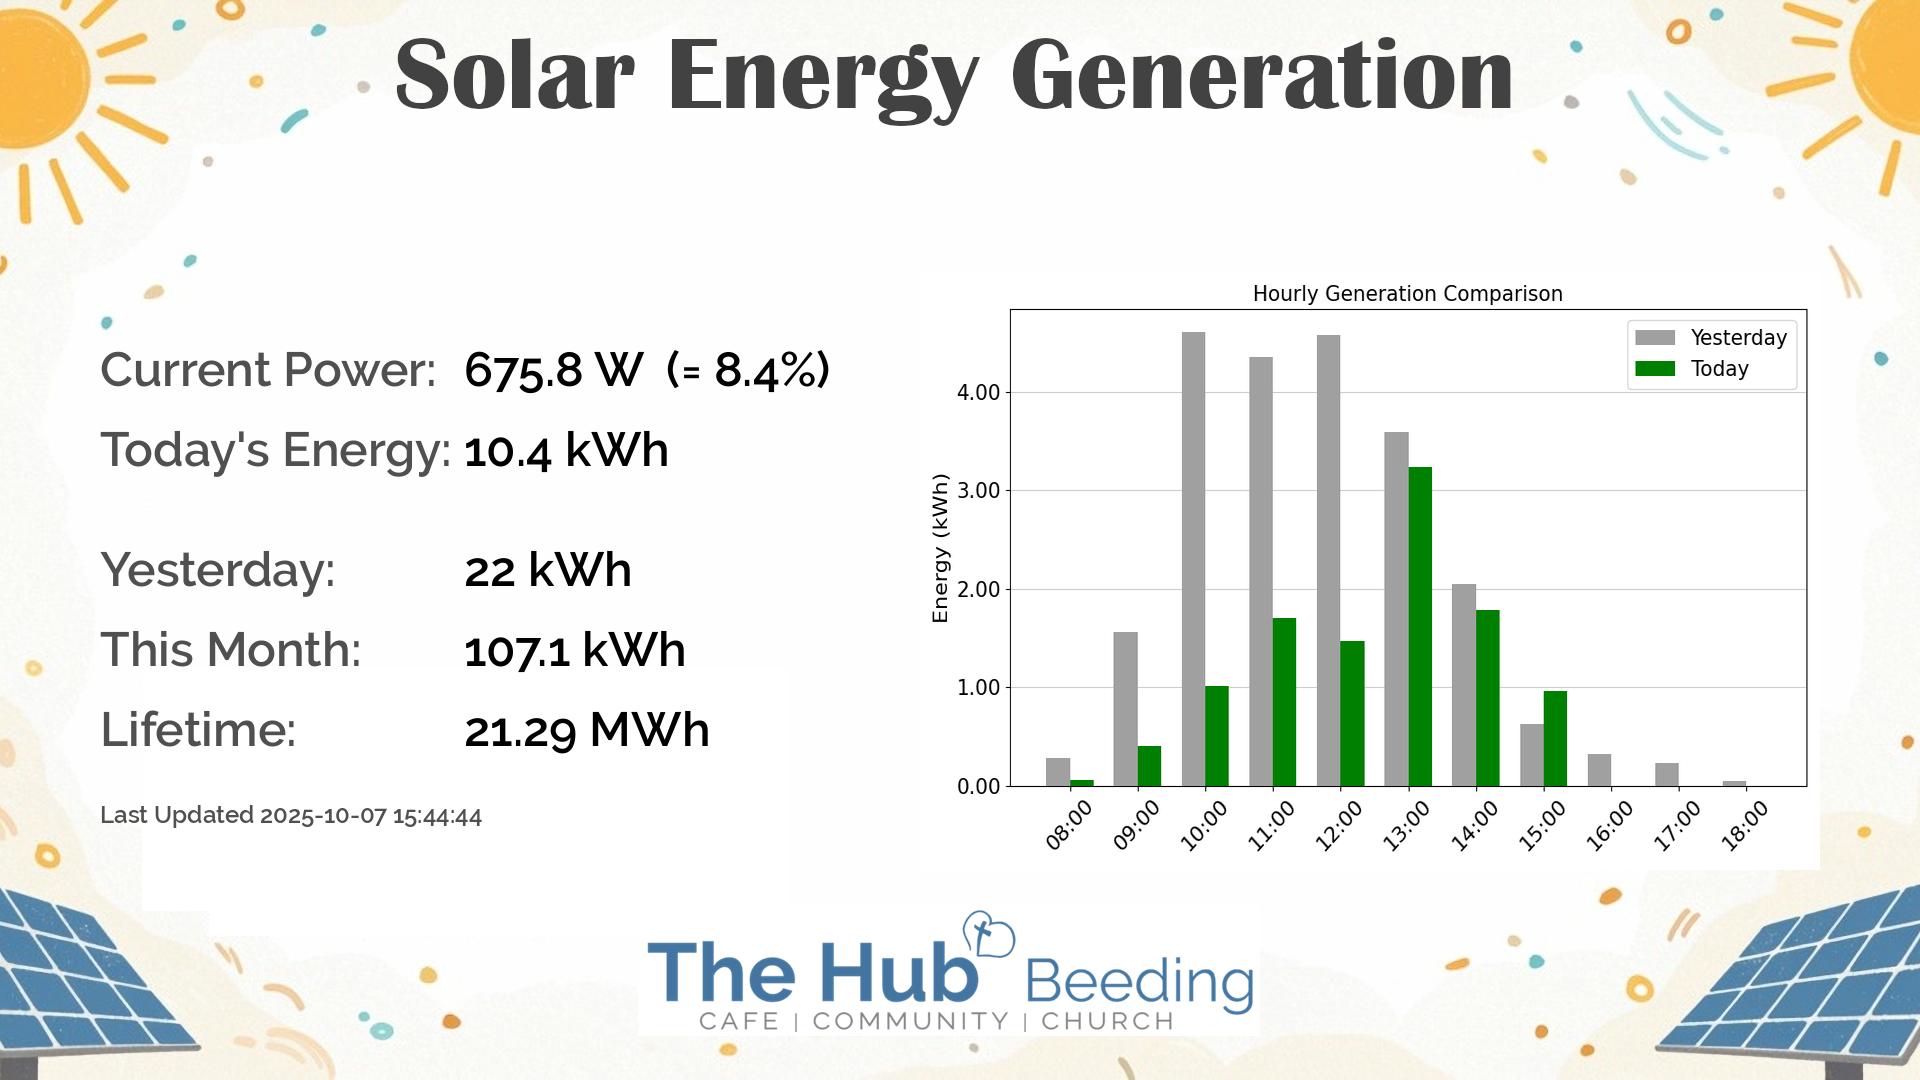 Solar Energy Generation
Current Power: 675.8 W (= 8.4%)
Today's Energy: 10.4 kWh
Yesterday: 22 kWh
This Month: 107.1 kWh
Lifetime: 21.29 MWh
Last Updated 2025-10-07 15:44:44
Hourly Generation Comparison
Yesterday
Today
Energy (kWh)
4.00
3.00
2.00
1.00
0.00
08:00 09:00 10:00 11:00 12:00 13:00 14:00 15:00 16:00 17:00 18:00
The Hub Beeding
CAFE | COMMUNITY | CHURCH